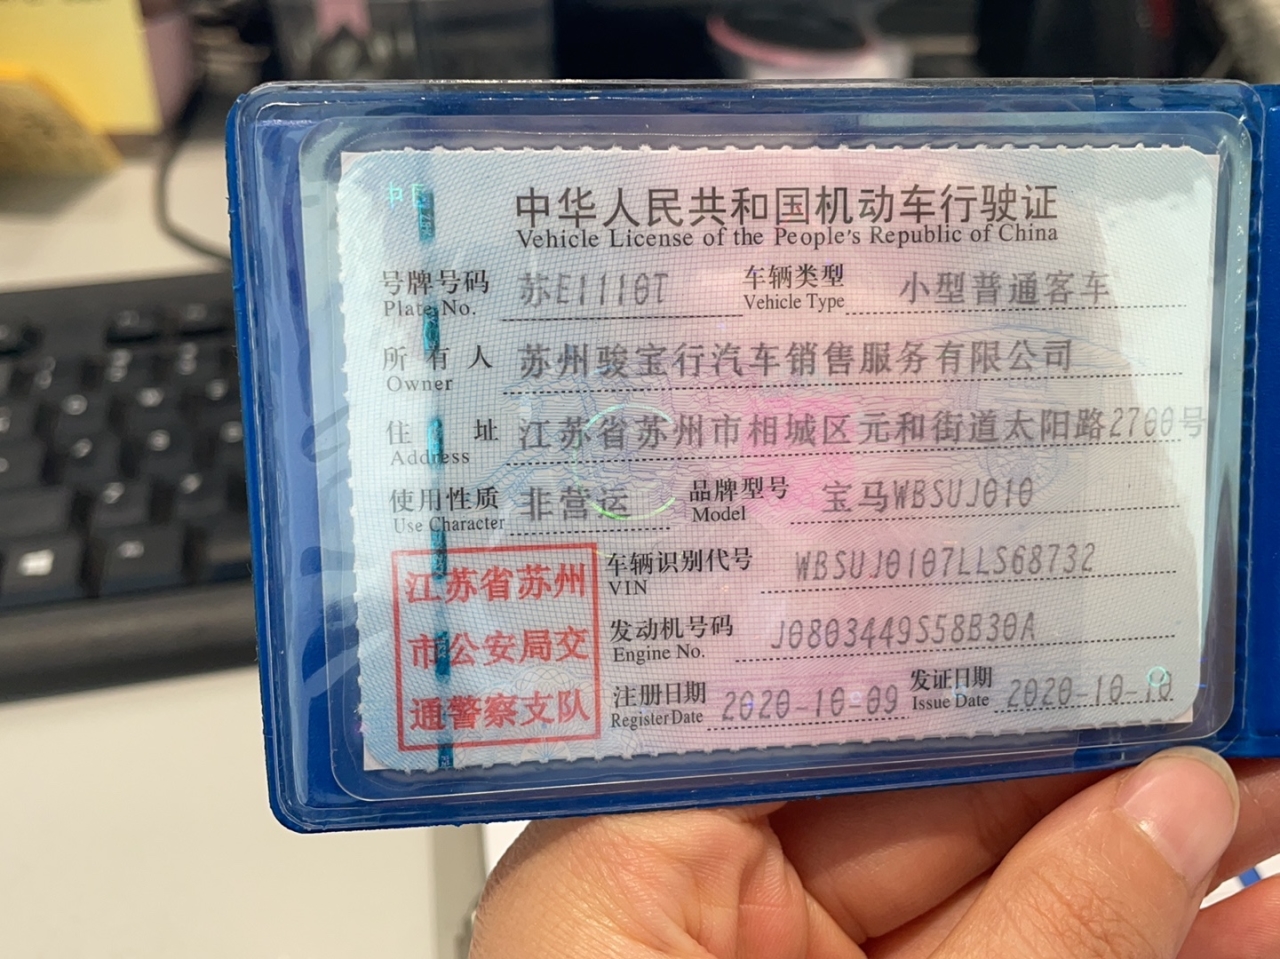 中华人民共和国机动车行驶证
Vehicle License of the People's Republic of China
号牌号码 苏E1110T 车辆类型 小型普通客车
Plate No. Vehicle Type
所有人 苏州骏宝行汽车销售服务有限公司
Owner
住址 江苏省苏州市相城区元和街道太阳路2700号
Address
使用性质 非营运 品牌型号 宝马WBSUJ010
Use Character Model
江苏省苏州
市公安局交
通警察支队
车辆识别代号 WBSUJ0107LLS68732
VIN
发动机号码 J0803449S58B30A
Engine No.
注册日期 2020-10-09 发证日期 2020-10-10
Register Date Issue Date